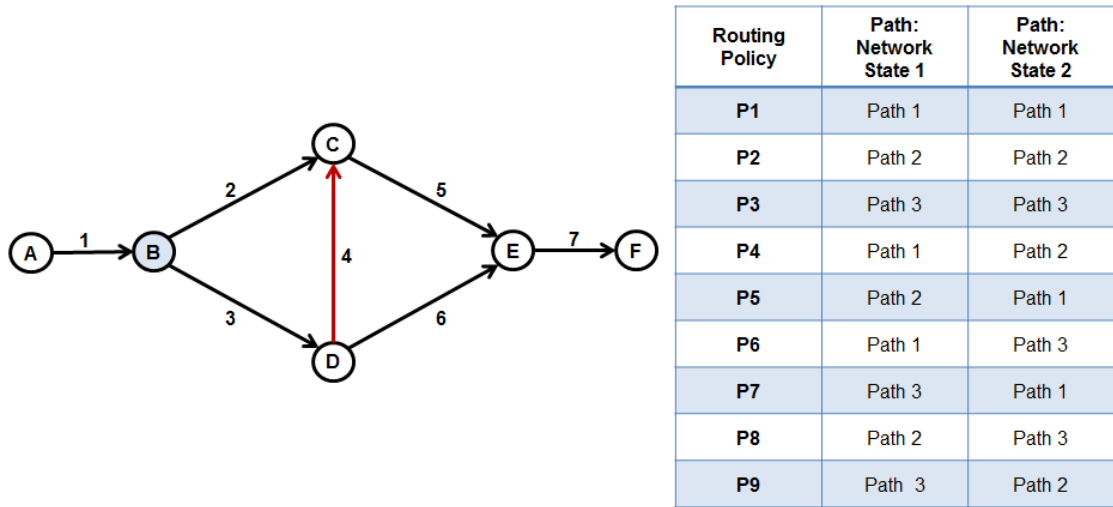 C
2
5
A
1
B
4
E
7
F
3
6
D
Routing Policy
Path: Network State 1
Path: Network State 2
P1 Path 1 Path 1
P2 Path 2 Path 2
P3 Path 3 Path 3
P4 Path 1 Path 2
P5 Path 2 Path 1
P6 Path 1 Path 3
P7 Path 3 Path 1
P8 Path 2 Path 3
P9 Path 3 Path 2